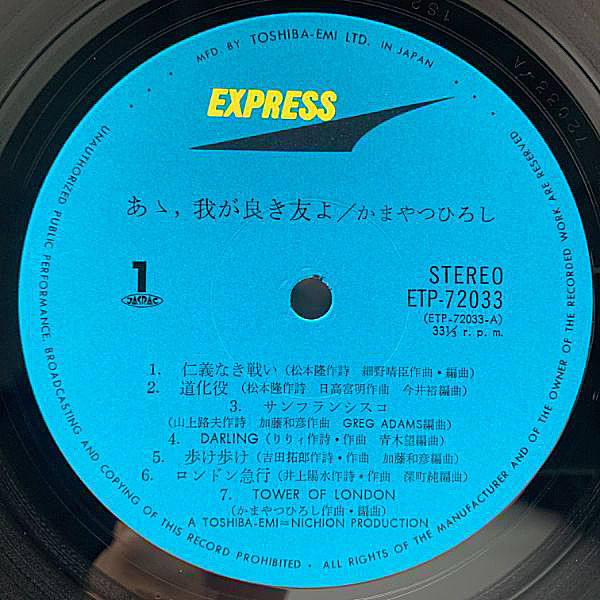 MFD. BY TOSHIBA-EMI LTD. IN JAPAN
EXPRESS
あゝ, 我が良き友よ/かまやつひろし
1
JASRAC
STEREO
ETP-72033
(ETP-72033-A)
33⅓ r. p. m.
1. 仁義なき戦い(松本隆作詩 細野晴臣作曲・編曲)
2. 道化役(松本隆作詩 日高富明作曲 今井裕編曲)
3. サンフランシスコ
(山上路夫作詩 加藤和彦作曲 GREG ADAMS編曲)
4. DARLING(りりィ作詩・作曲 青木望編曲)
5. 歩け歩け(吉田拓郎作詩・作曲 加藤和彦編曲)
6. ロンドン急行(井上陽水作詩・作曲 深町純編曲)
7. TOWER OF LONDON
(かまやつひろし作曲・編曲)
A TOSHIBA-EMI=NICHION PRODUCTION
UNAUTHORIZED PUBLIC PERFORMANCE, BROADCASTING AND COPYING OF THIS RECORD PROHIBITED • ALL RIGHTS OF THE MANUFACTURER AND OF THE OWNER OF THE RECORDED WORK ARE RESERVED